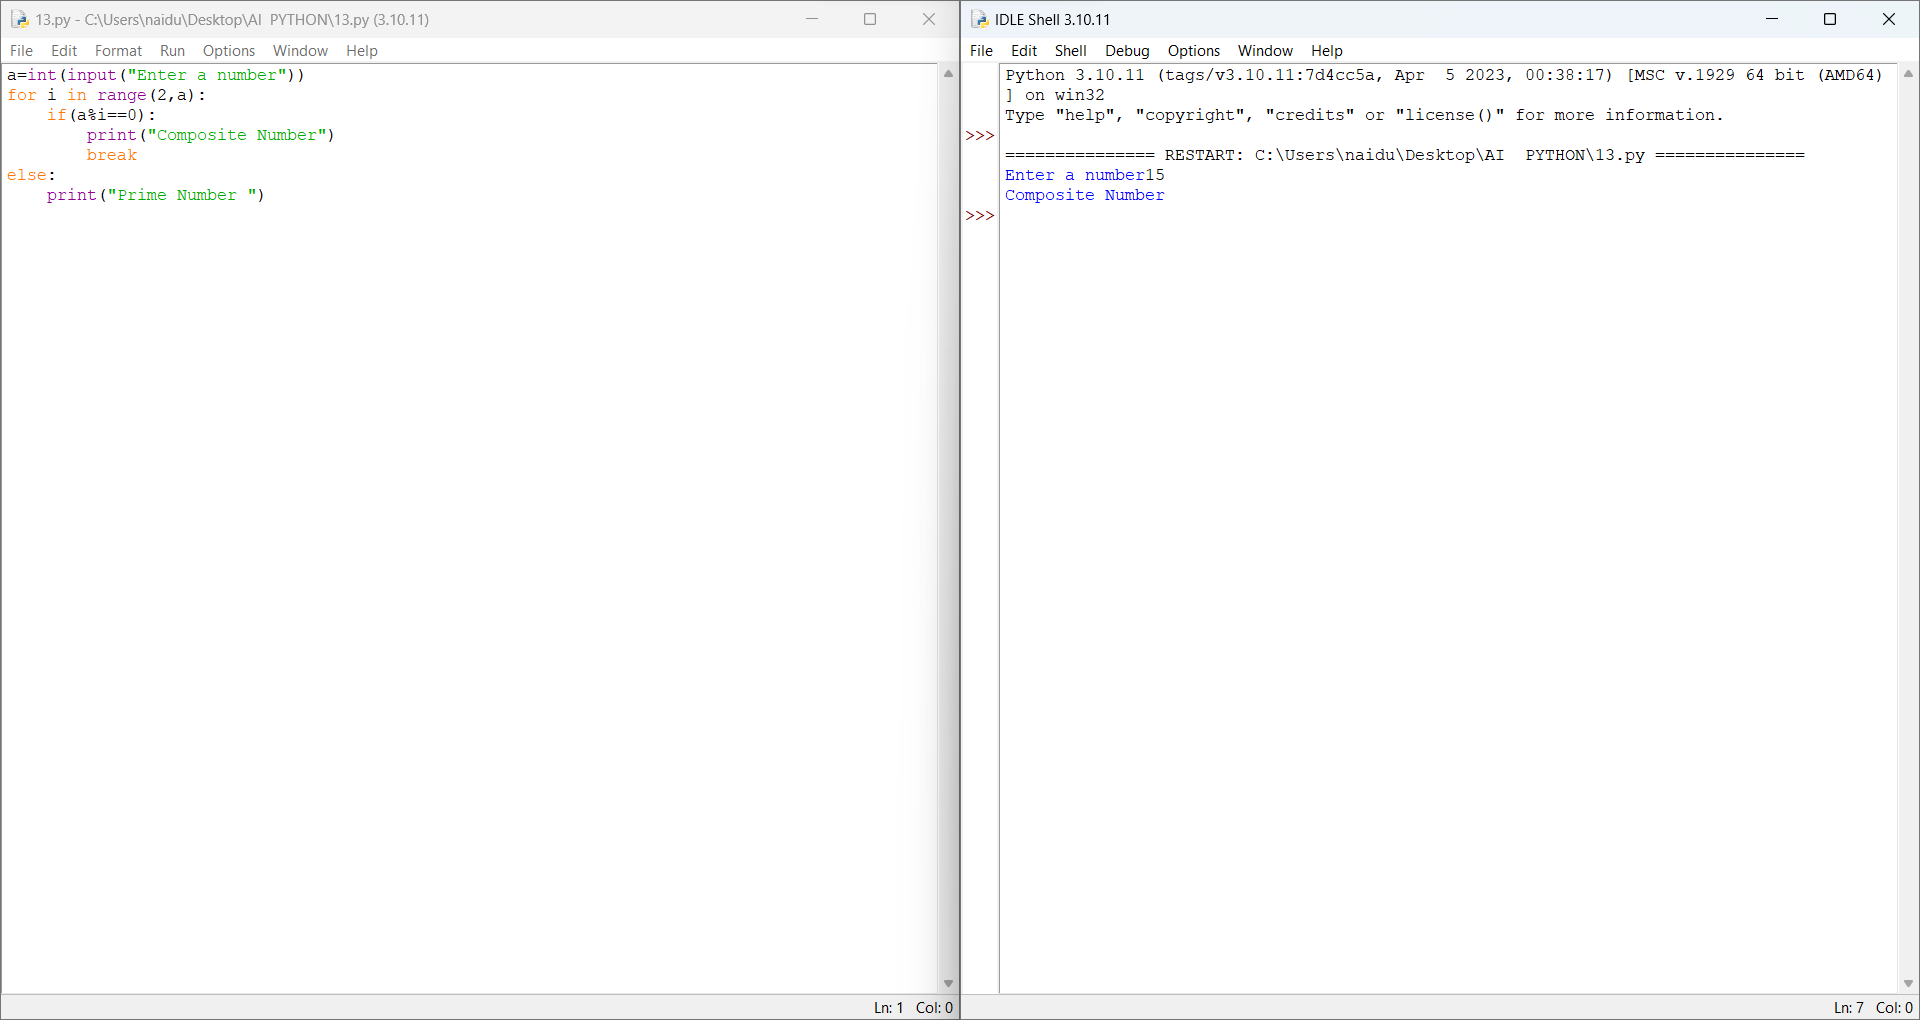 13.py - C:\Users\naidu\Desktop\AI  PYTHON\13.py (3.10.11)
File Edit Format Run Options Window Help
a=int(input("Enter a number"))
for i in range(2,a):
    if(a%i==0):
        print("Composite Number")
        break
else:
    print("Prime Number ")
Ln: 1 Col: 0
IDLE Shell 3.10.11
File Edit Shell Debug Options Window Help
Python 3.10.11 (tags/v3.10.11:7d4cc5a, Apr  5 2023, 00:38:17) [MSC v.1929 64 bit (AMD64)
] on win32
Type "help", "copyright", "credits" or "license()" for more information.
>>>
=============== RESTART: C:\Users\naidu\Desktop\AI  PYTHON\13.py ===============
Enter a number15
Composite Number
>>>
Ln: 7 Col: 0